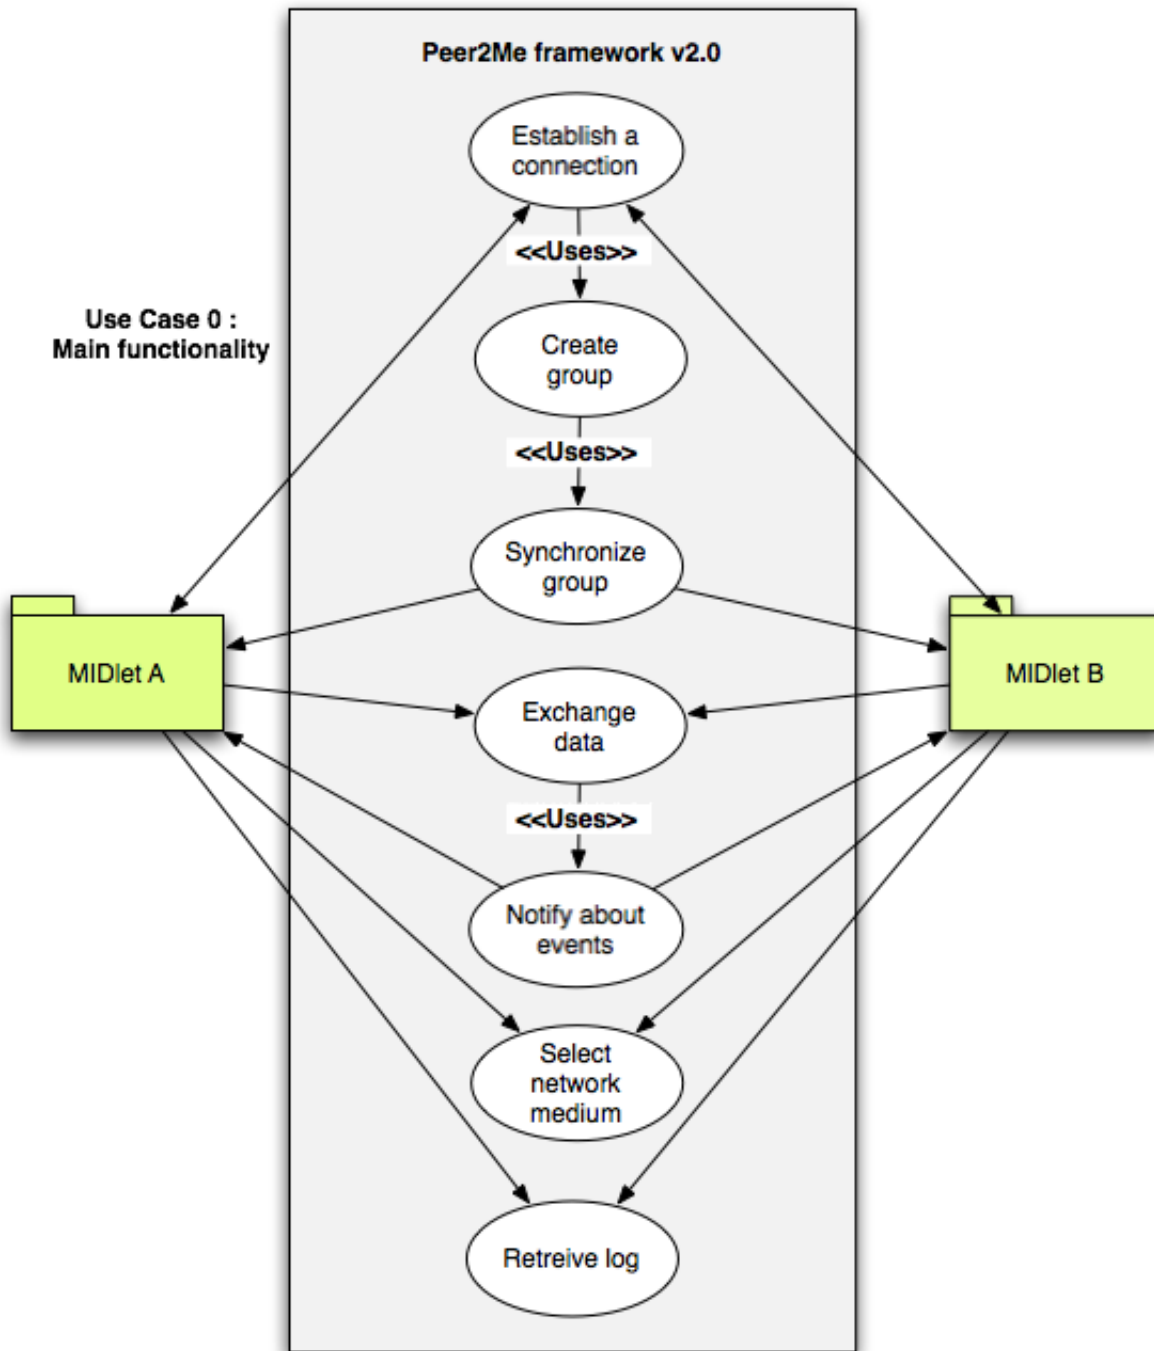 Peer2Me framework v2.0
Establish a
connection
<<Uses>>
Use Case 0 :
Main functionality
Create
group
<<Uses>>
Synchronize
group
MIDlet A
MIDlet B
Exchange
data
<<Uses>>
Notify about
events
Select
network
medium
Retreive log